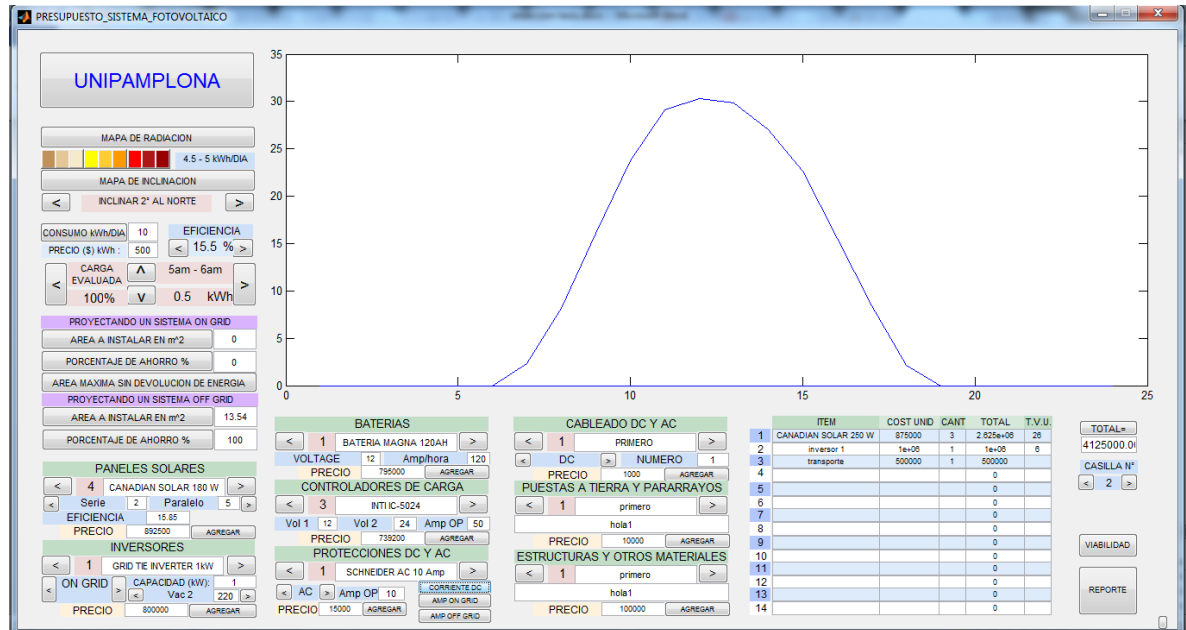 PRESUPUESTO_SISTEMA_FOTOVOLTAICO
UNIPAMPLONA
MAPA DE RADIACION
4.5 - 5 kWh/DIA
MAPA DE INCLINACION
< INCLINAR 2° AL NORTE >
CONSUMO kWh/DIA 10 EFICIENCIA
PRECIO ($) kWh : 500 < 15.5 % >
CARGA EVALUADA Λ 5am - 6am
< 100% V 0.5 kWh >
PROYECTANDO UN SISTEMA ON GRID
AREA A INSTALAR EN m^2 0
PORCENTAJE DE AHORRO % 0
AREA MAXIMA SIN DEVOLUCION DE ENERGIA
PROYECTANDO UN SISTEMA OFF GRID
AREA A INSTALAR EN m^2 13.54
PORCENTAJE DE AHORRO % 100
PANELES SOLARES
< 4 CANADIAN SOLAR 180 W >
< Serie 2 Paralelo 5 >
EFICIENCIA 15.85
PRECIO 892500 AGREGAR
INVERSORES
< 1 GRID TIE INVERTER 1kW >
< ON GRID > CAPACIDAD (kW): 1
< Vac 2 220 >
PRECIO 800000 AGREGAR
35
30
25
20
15
10
5
0
0 5 10 15 20 25
BATERIAS
< 1 BATERIA MAGNA 120AH >
VOLTAGE 12 Amp/hora 120
PRECIO 795000 AGREGAR
CONTROLADORES DE CARGA
< 3 INTI IC-5024 >
Vol 1 12 Vol 2 24 Amp OP 50
PRECIO 739200 AGREGAR
PROTECCIONES DC Y AC
< 1 SCHNEIDER AC 10 Amp >
< AC > Amp OP 10 CORRIENTE DC
AMP ON GRID
PRECIO 15000 AGREGAR
AMP OFF GRID
CABLEADO DC Y AC
< 1 PRIMERO >
< DC > NUMERO 1
PRECIO 1000 AGREGAR
PUESTAS A TIERRA Y PARARRAYOS
< 1 primero >
hola1
PRECIO 10000 AGREGAR
ESTRUCTURAS Y OTROS MATERIALES
< 1 primero >
hola1
PRECIO 100000 AGREGAR
ITEM COST UNID CANT TOTAL T.V.U.
1 CANADIAN SOLAR 250 W 875000 3 2.625e+06 26
2 inversor 1 1e+06 1 1e+06 6
3 transporte 500000 1 500000
4 0
5 0
6 0
7 0
8 0
9 0
10 0
11 0
12 0
13 0
14 0
TOTAL=
4125000.0
CASILLA N°
< 2 >
VIABILIDAD
REPORTE